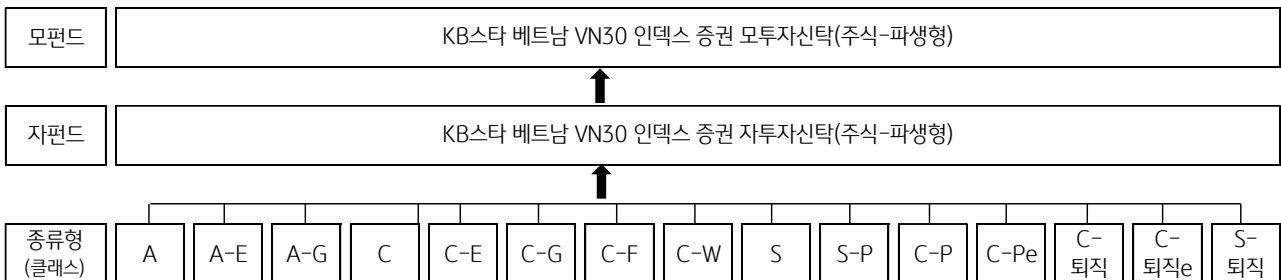 모펀드
KB스타 베트남 VN30 인덱스 증권 모투자신탁(주식-파생형)
자펀드
KB스타 베트남 VN30 인덱스 증권 자투자신탁(주식-파생형)
종류형
(클래스)
A
A-E
A-G
C
C-E
C-G
C-F
C-W
S
S-P
C-P
C-Pe
C-
퇴직
C-
퇴직e
S-
퇴직